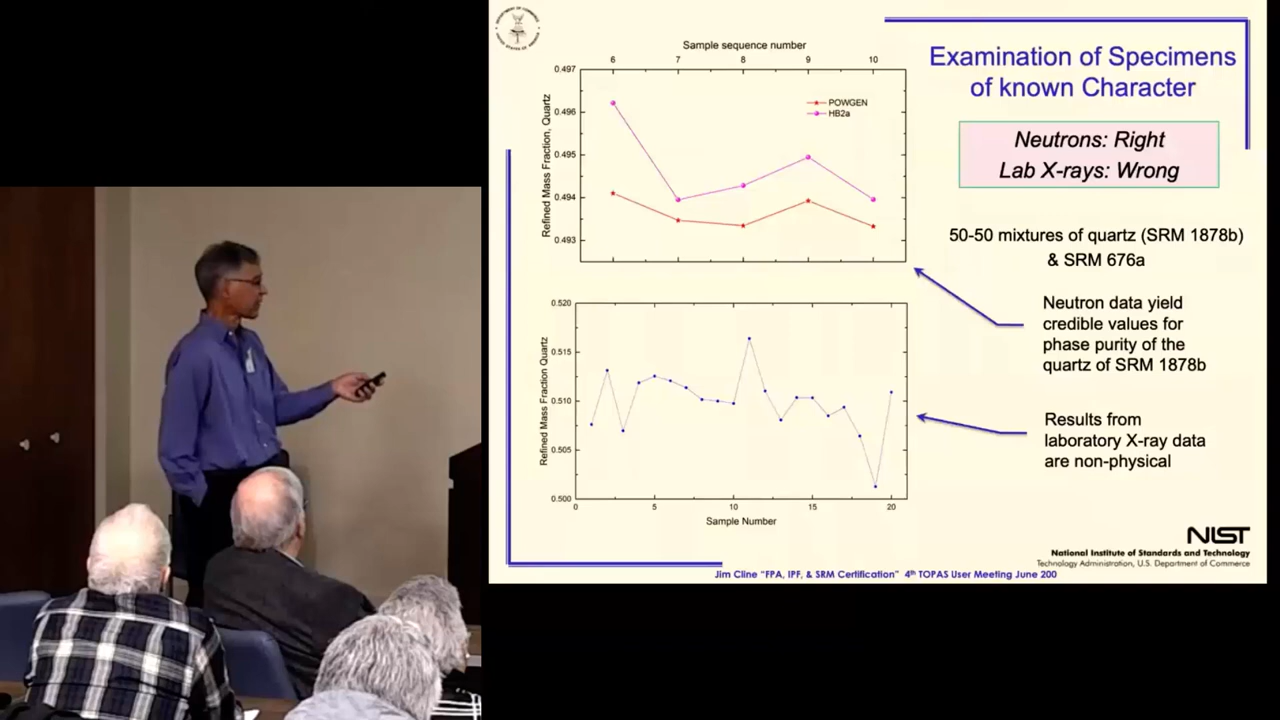 Examination of Specimens
of known Character
Neutrons: Right
Lab X-rays: Wrong
50-50 mixtures of quartz (SRM 1878b)
& SRM 676a
Neutron data yield
credible values for
phase purity of the
quartz of SRM 1878b
Results from
laboratory X-ray data
are non-physical
Sample sequence number
6 7 8 9 10
0.497
0.496
0.495
0.494
0.493
Refined Mass Fraction, Quartz
POWGEN
HB2a
0.520
0.515
0.510
0.505
0.500
Refined Mass Fraction Quartz
0 5 10 15 20
Sample Number
NIST
National Institute of Standards and Technology
Technology Administration, U.S. Department of Commerce
Jim Cline "FPA, IPF, & SRM Certification" 4th TOPAS User Meeting June 200